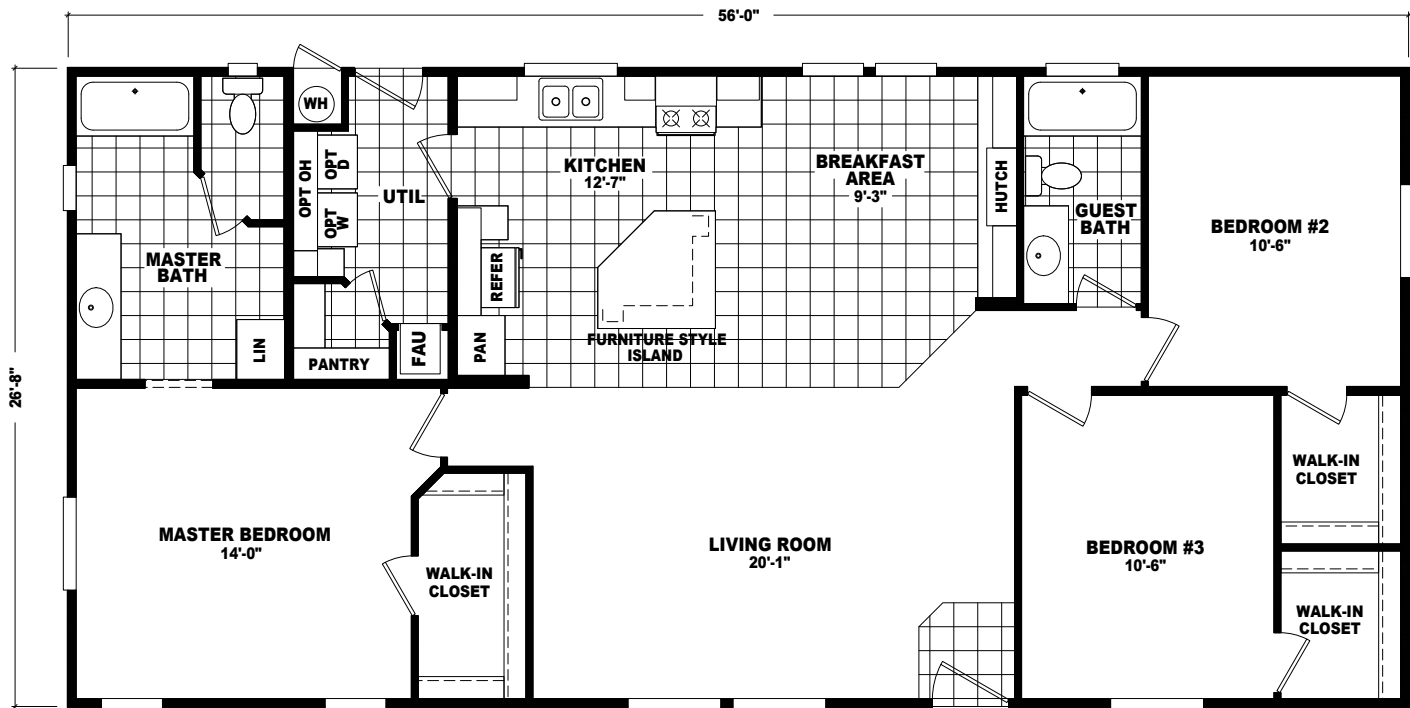 56'-0"
26'-8"
WH
OPT OH
OPT
D
OPT
W
UTIL
KITCHEN
12'-7"
BREAKFAST
AREA
9'-3"
HUTCH
GUEST
BATH
BEDROOM #2
10'-6"
MASTER
BATH
LIN
PANTRY
FAU
PAN
REFER
FURNITURE STYLE
ISLAND
MASTER BEDROOM
14'-0"
WALK-IN
CLOSET
LIVING ROOM
20'-1"
BEDROOM #3
10'-6"
WALK-IN
CLOSET
WALK-IN
CLOSET